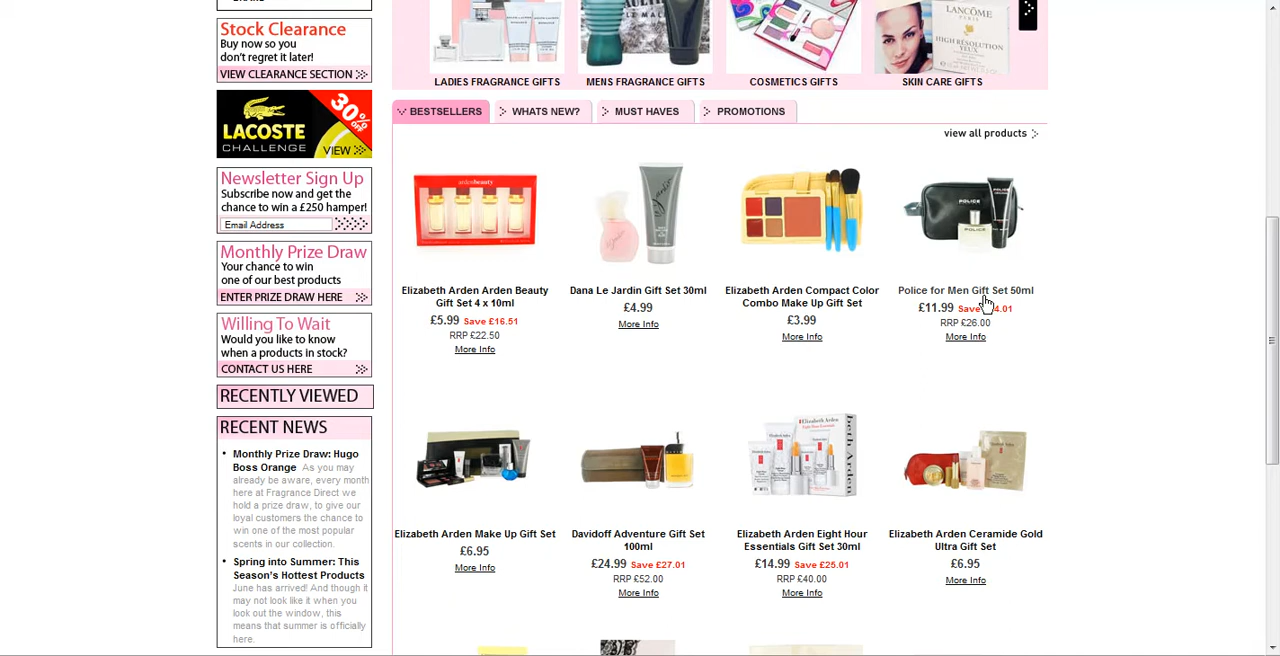 Stock Clearance
Buy now so you
don't regret it later!
VIEW CLEARANCE SECTION
LACOSTE
CHALLENGE
30%
OFF
VIEW
Newsletter Sign Up
Subscribe now and get the
chance to win a £250 hamper!
Email Address
Monthly Prize Draw
Your chance to win
one of our best products
ENTER PRIZE DRAW HERE
Willing To Wait
Would you like to know
when a products in stock?
CONTACT US HERE
RECENTLY VIEWED
RECENT NEWS
• Monthly Prize Draw: Hugo
Boss Orange As you may
already be aware, every month
here at Fragrance Direct we
hold a prize draw, to give our
loyal customers the chance to
win one of the most popular
scents in our collection.
• Spring into Summer: This
Season's Hottest Products
June has arrived! And though it
may not look like it when you
look out the window, this
means that summer is officially
here.
LANCÔME
PARIS
HIGH RESOLUTION
YEUX
LADIES FRAGRANCE GIFTS
MENS FRAGRANCE GIFTS
COSMETICS GIFTS
SKIN CARE GIFTS
BESTSELLERS
WHATS NEW?
MUST HAVES
PROMOTIONS
view all products
ardenbeauty
POLICE
POLICE
Elizabeth Arden Arden Beauty
Gift Set 4 x 10ml
£5.99 Save £16.51
RRP £22.50
More Info
Dana Le Jardin Gift Set 30ml
£4.99
More Info
Elizabeth Arden Compact Color
Combo Make Up Gift Set
£3.99
More Info
Police for Men Gift Set 50ml
£11.99 Save 4.01
RRP £26.00
More Info
Elizabeth Arden
Elizabeth Arden Make Up Gift Set
£6.95
More Info
Davidoff Adventure Gift Set
100ml
£24.99 Save £27.01
RRP £52.00
More Info
Elizabeth Arden Eight Hour
Essentials Gift Set 30ml
£14.99 Save £25.01
RRP £40.00
More Info
Elizabeth Arden Ceramide Gold
Ultra Gift Set
£6.95
More Info